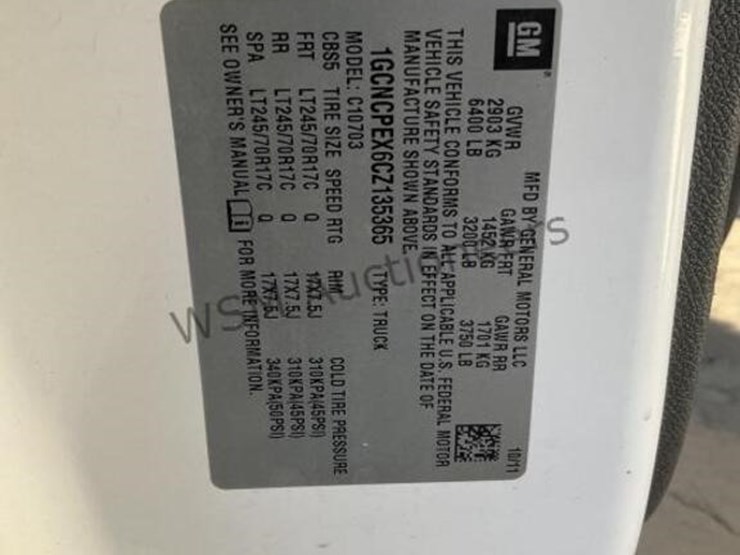 GM
MFD BY GENERAL MOTORS LLC 10/11
GVWR GAWR FRT GAWR RR
2903 KG 1452 KG 1701 KG
6400 LB 3200 LB 3750 LB
THIS VEHICLE CONFORMS TO ALL APPLICABLE U.S. FEDERAL MOTOR
VEHICLE SAFETY STANDARDS IN EFFECT ON THE DATE OF
MANUFACTURE SHOWN ABOVE.
1GCNCPEX6CZ135365 TYPE: TRUCK
MODEL: C10703
CBS5 TIRE SIZE SPEED RTG RIM COLD TIRE PRESSURE
FRT LT245/70R17C Q 17X7.5J 310KPA(45PSI)
RR LT245/70R17C Q 17X7.5J 310KPA(45PSI)
SPA LT245/70R17C Q 17X7.5J 340KPA(50PSI)
SEE OWNER'S MANUAL FOR MORE INFORMATION.
WSM Auctioneers